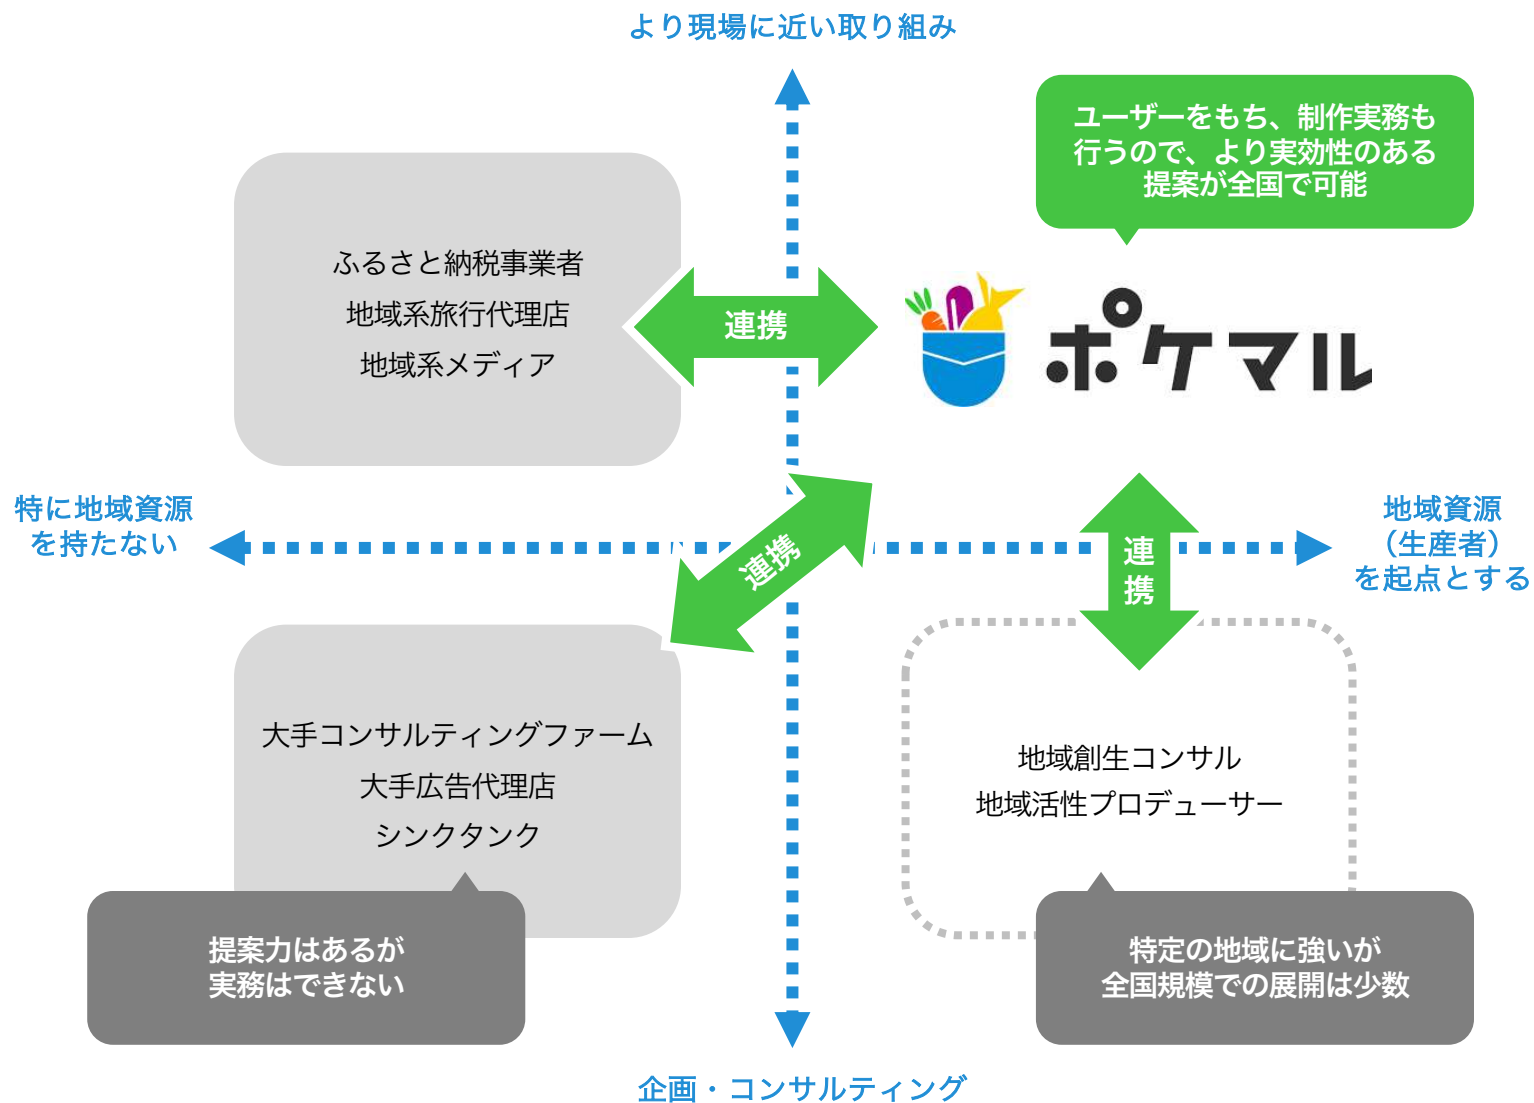 より現場に近い取り組み
ユーザーをもち、制作実務も
行うので、より実効性のある
提案が全国で可能
ふるさと納税事業者
地域系旅行代理店
地域系メディア
連携
ポケマル
特に地域資源
を持たない
地域資源
（生産者）
を起点とする
連携
連
携
大手コンサルティングファーム
大手広告代理店
シンクタンク
地域創生コンサル
地域活性プロデューサー
提案力はあるが
実務はできない
特定の地域に強いが
全国規模での展開は少数
企画・コンサルティング